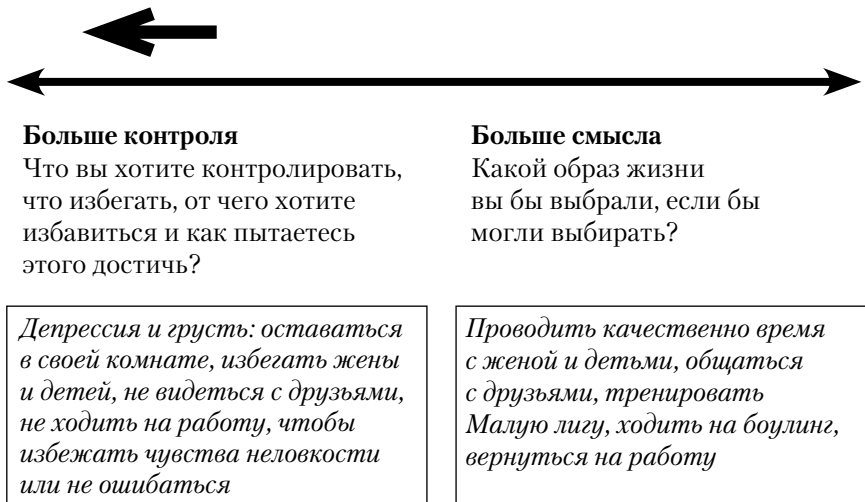 Больше контроля
Что вы хотите контролировать,
что избегать, от чего хотите
избавиться и как пытаетесь
этого достичь?
Больше смысла
Какой образ жизни
вы бы выбрали, если бы
могли выбирать?
Депрессия и грусть: оставаться
в своей комнате, избегать жены
и детей, не видеться с друзьями,
не ходить на работу, чтобы
избежать чувства неловкости
или не ошибаться
Проводить качественно время
с женой и детьми, общаться
с друзьями, тренировать
Малую лигу, ходить на боулинг,
вернуться на работу